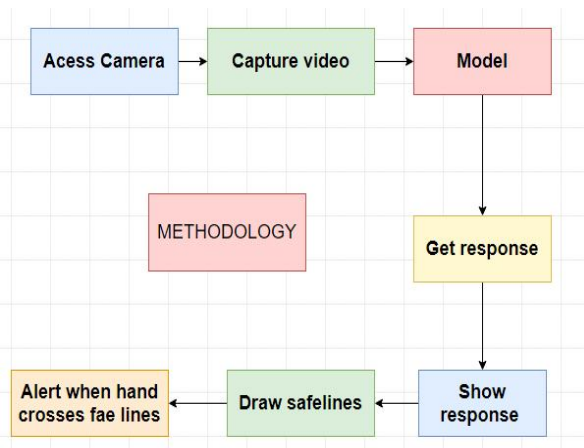 Acess Camera
Capture video
Model
METHODOLOGY
Get response
Alert when hand
crosses fae lines
Draw safelines
Show
response